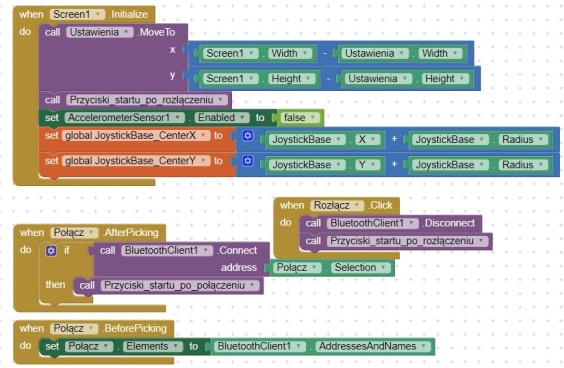 when Screen1 .Initialize
do call Ustawienia .MoveTo
x Screen1 . Width - Ustawienia . Width
y Screen1 . Height - Ustawienia . Height
call Przyciski_startu_po_rozłączeniu
set AccelerometerSensor1 . Enabled to false
set global JoystickBase_CenterX to JoystickBase . X + JoystickBase . Radius
set global JoystickBase_CenterY to JoystickBase . Y + JoystickBase . Radius
when Rozłącz .Click
do call BluetoothClient1 .Disconnect
call Przyciski_startu_po_rozłączeniu
when Połącz .AfterPicking
do if call BluetoothClient1 .Connect
address Połącz . Selection
then call Przyciski_startu_po_połączeniu
when Połącz .BeforePicking
do set Połącz . Elements to BluetoothClient1 . AddressesAndNames